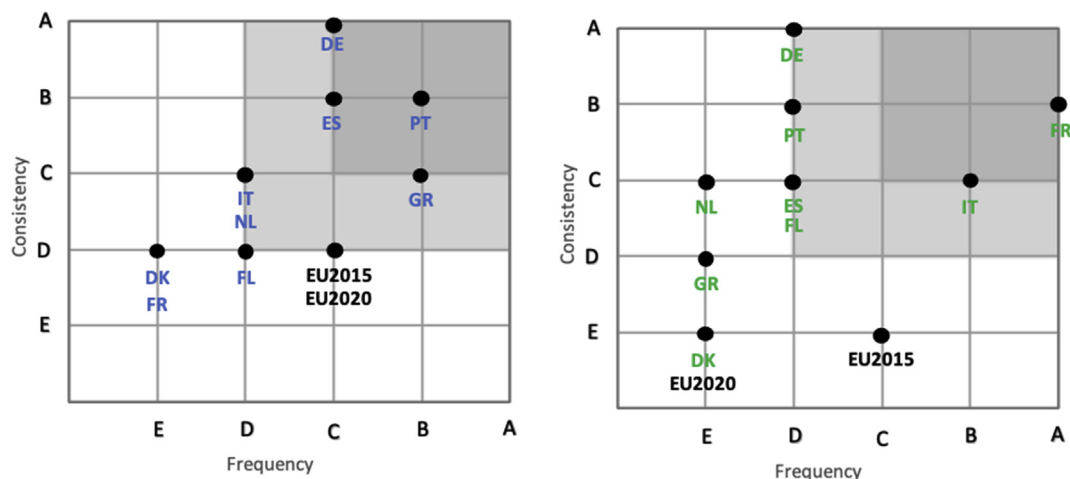 A
DE
B
ES
PT
C
IT
NL
GR
D
DK
FR
FL
EU2015
EU2020
E
Consistency
E D C B A
Frequency
A
DE
B
PT
FR
C
NL
ES
FL
IT
D
GR
E
DK
EU2020
EU2015
Consistency
E D C B A
Frequency